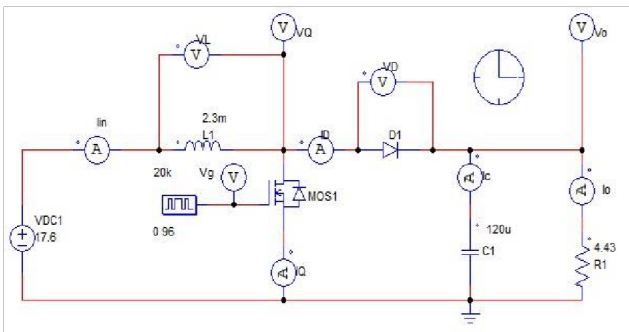 V VQ
V Vo
VL
V
VD
V
2.3m
Iin
L1
ID
D1
A
A
20k
Vg
V
MOS1
Ic
A
Io
A
VDC1
17.6
0 96
120u
C1
4.43
R1
IQ
A